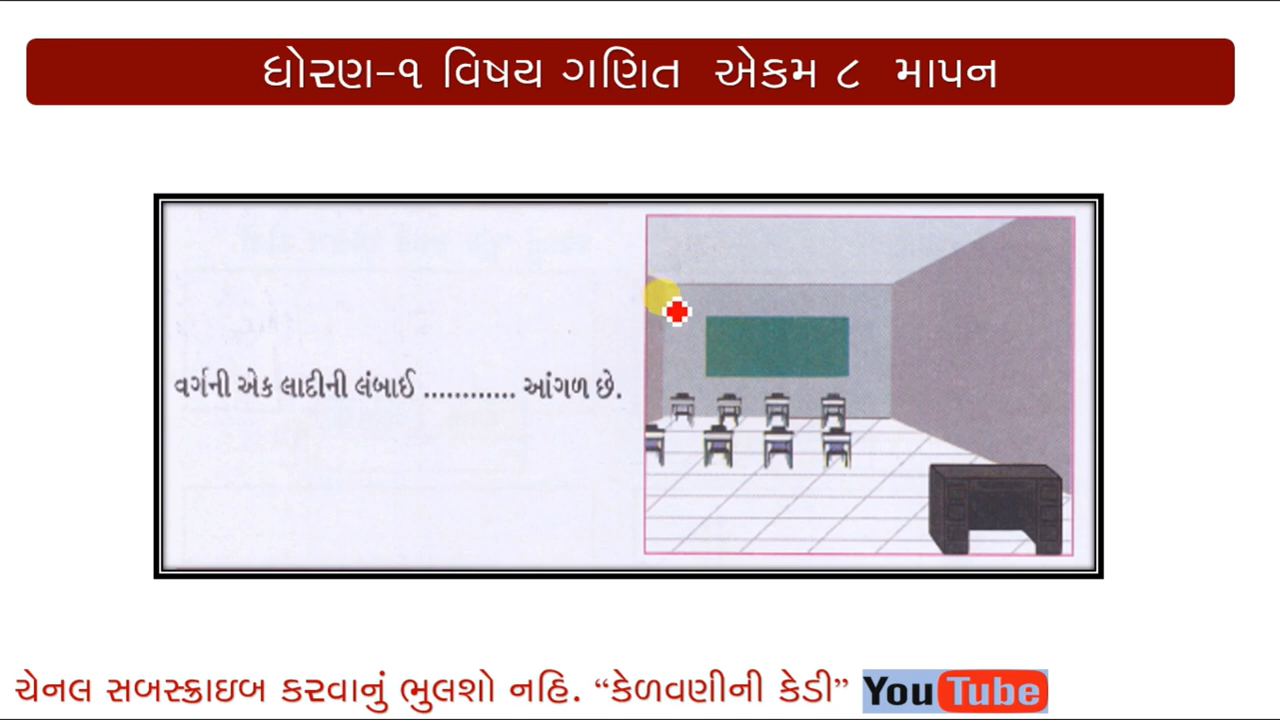 ધોરણ-૧ વિષય ગણિત એકમ ૮ માપન
વર્ગની એક લાદીની લંબાઈ ............ આંગળ છે.
ચેનલ સબસ્ક્રાઇબ કરવાનું ભુલશો નહિ. “કેળવણીની કેડી” YouTube